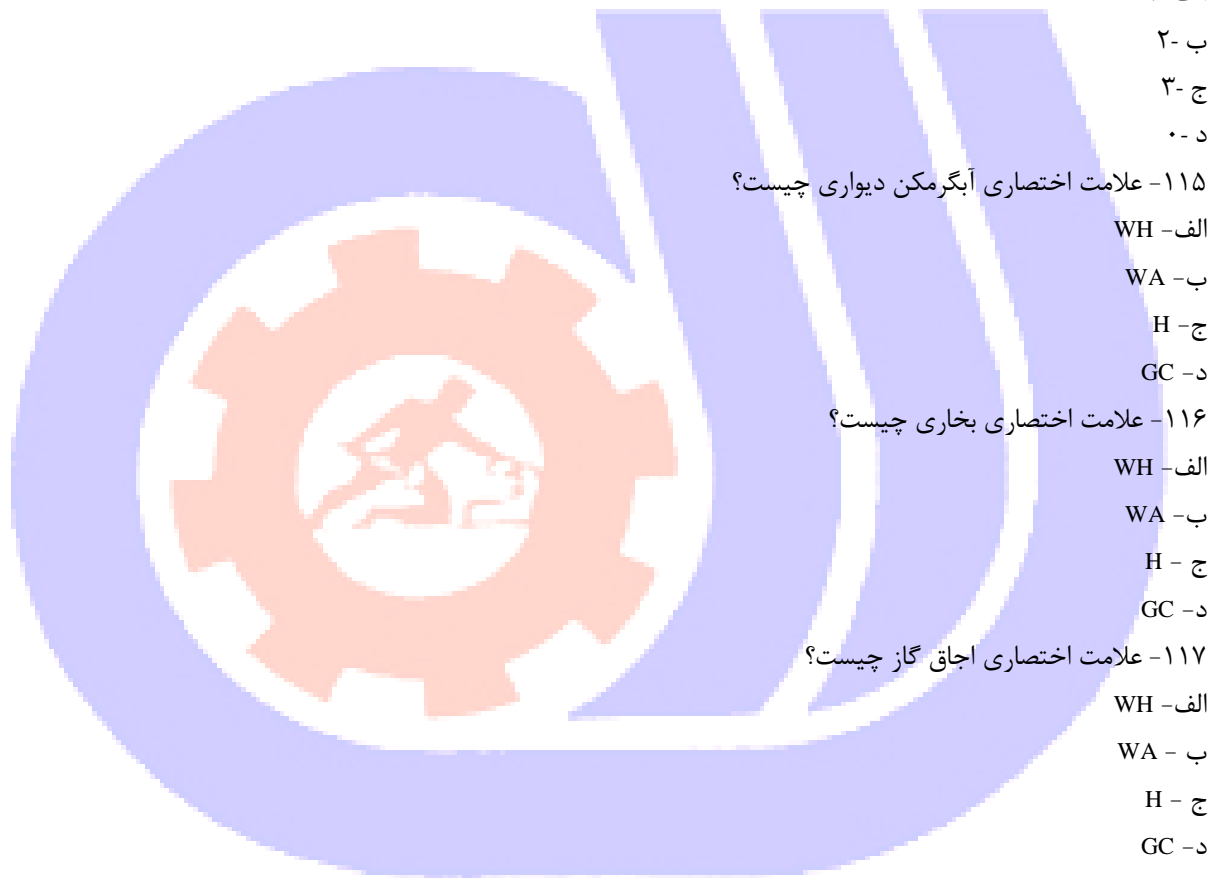 ب -۲
ج -۳
د -۰
۱۱۵- علامت اختصاری آبگرمکن دیواری چیست؟
الف- WH
ب- WA
ج- H
د- GC
۱۱۶- علامت اختصاری بخاری چیست؟
الف- WH
ب- WA
ج - H
د- GC
۱۱۷- علامت اختصاری اجاق گاز چیست؟
الف- WH
ب - WA
ج - H
د- GC